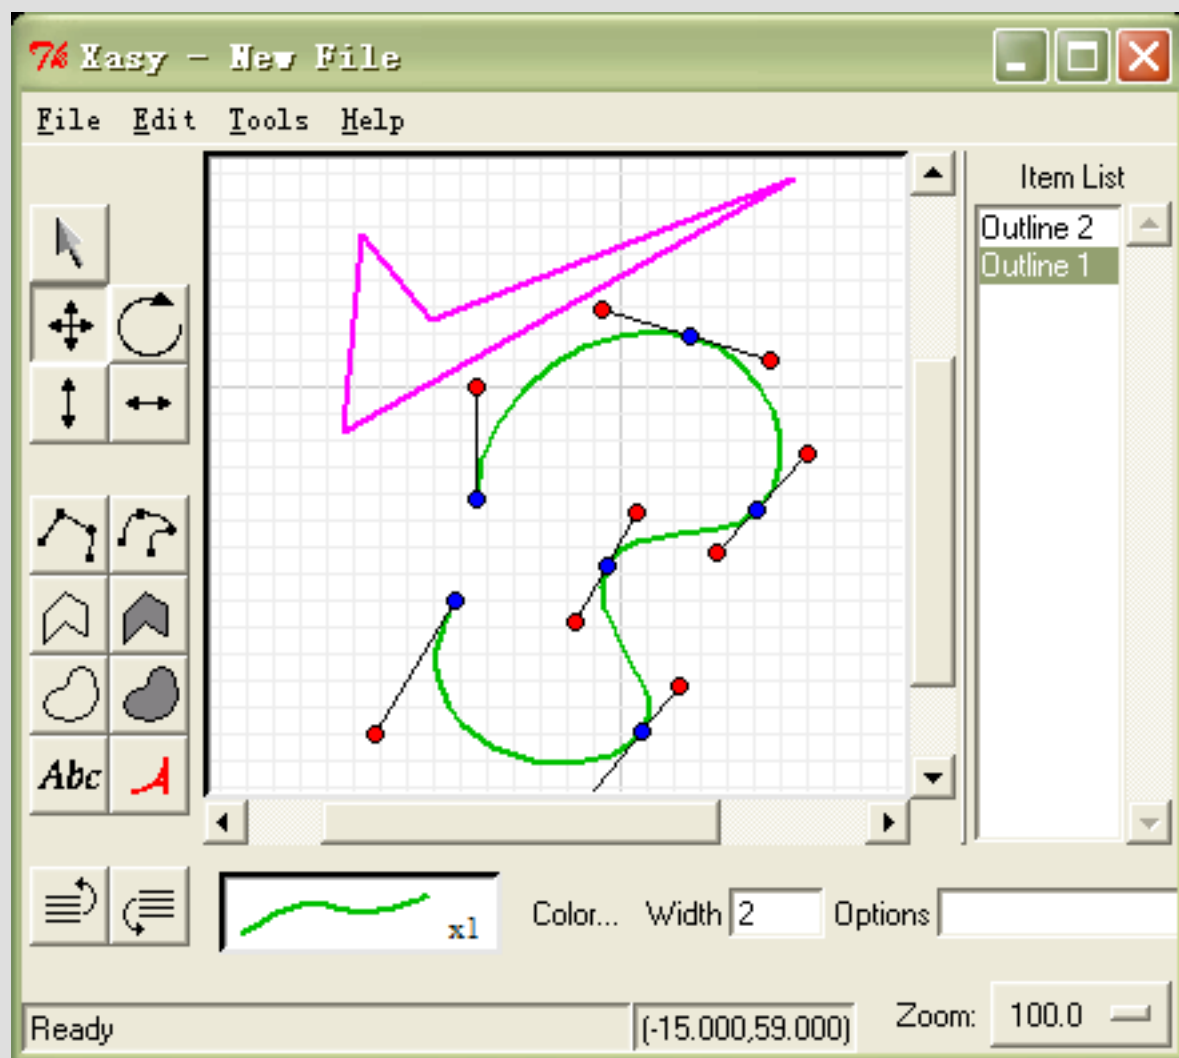 Xasy - New File
File Edit Tools Help
Item List
Outline 2
Outline 1
Abc
x1
Color... Width 2 Options
Ready (-15.000,59.000) Zoom: 100.0